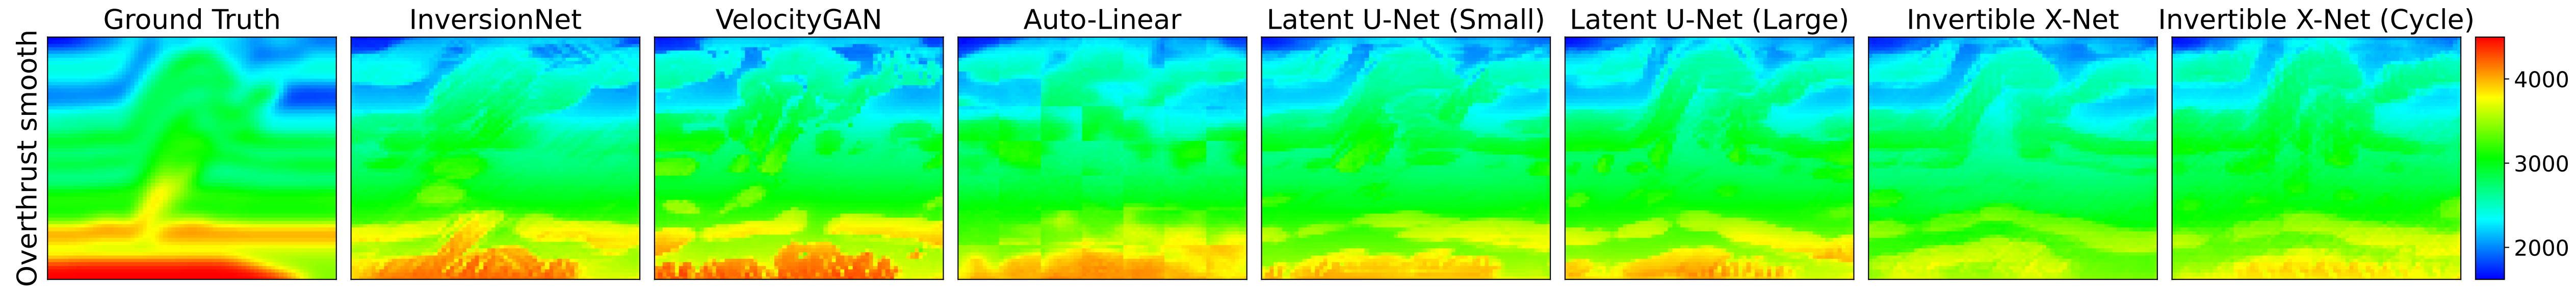 Ground Truth
InversionNet
VelocityGAN
Auto-Linear
Latent U-Net (Small)
Latent U-Net (Large)
Invertible X-Net
Invertible X-Net (Cycle)
Overthrust smooth
4000
3000
2000